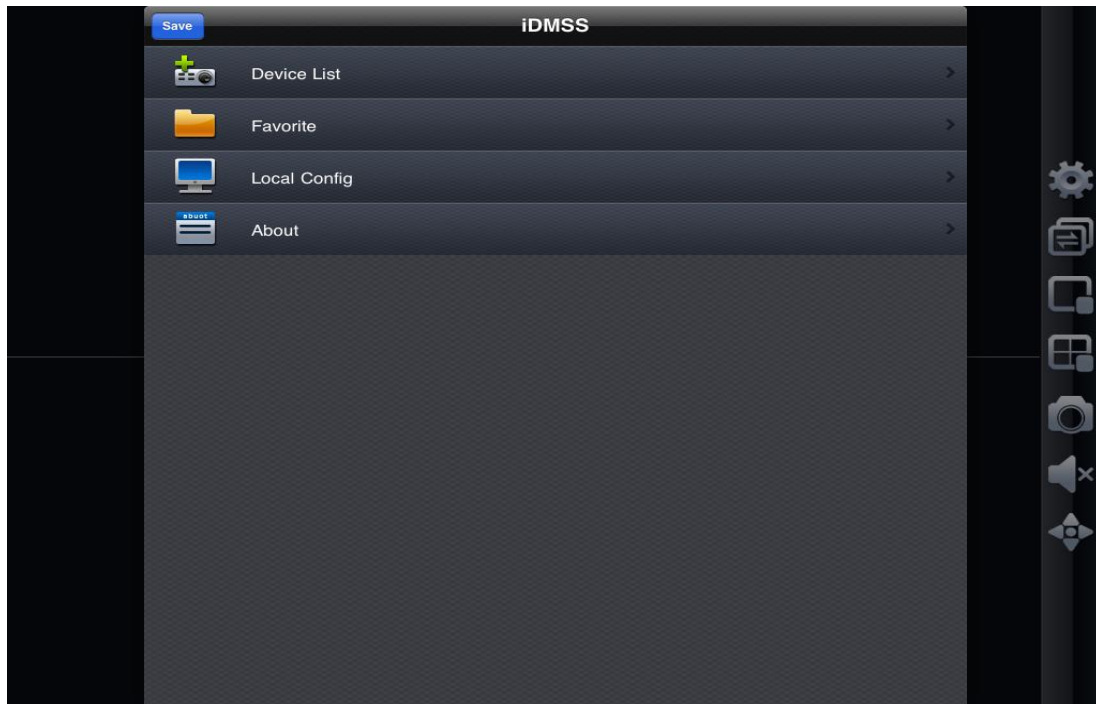 Save
iDMSS
Device List
Favorite
Local Config
abuot
About